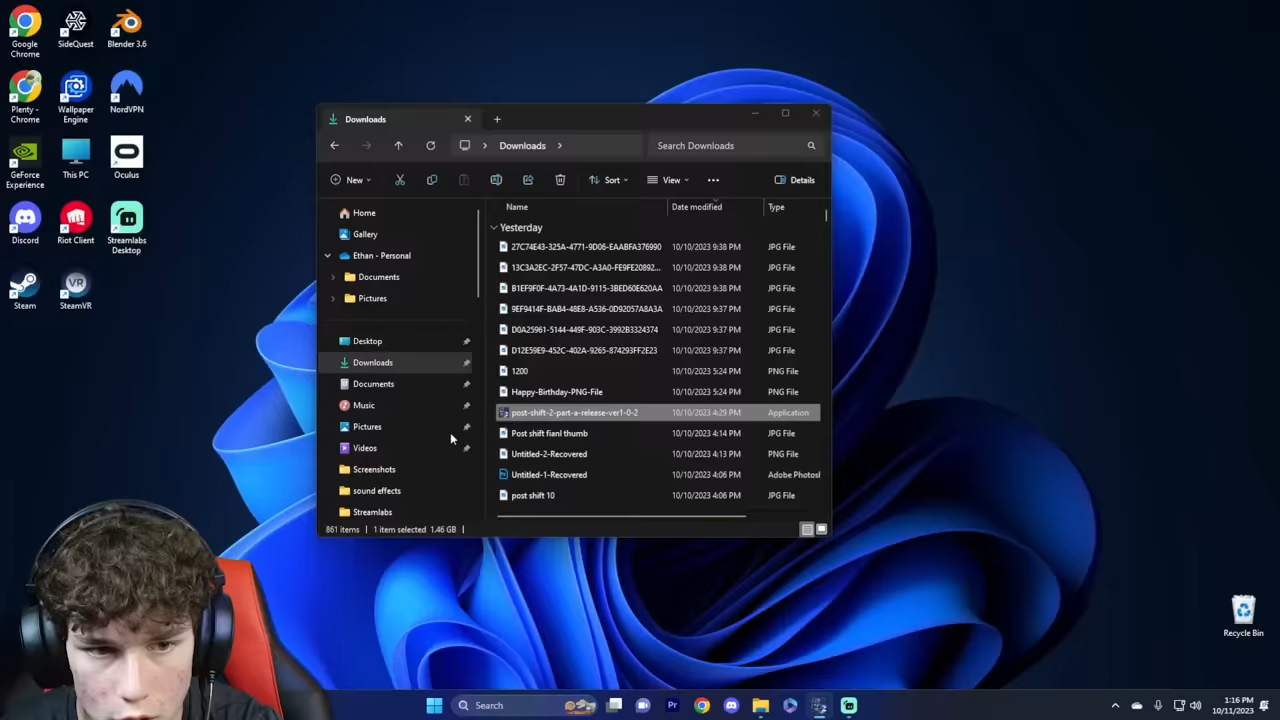 Google
Chrome
SideQuest
Blender 3.6
Plenty -
Chrome
Wallpaper
Engine
NordVPN
GeForce
Experience
This PC
Oculus
Discord
Riot Client
Streamlabs
Desktop
Steam
SteamVR
Downloads
Downloads
Search Downloads
New
Sort
View
Details
Home
Gallery
Ethan - Personal
Documents
Pictures
Desktop
Downloads
Documents
Music
Pictures
Videos
Screenshots
sound effects
Streamlabs
Name Date modified Type
Yesterday
27C74E43-325A-4771-9D06-EAABFA376990 10/10/2023 9:38 PM JPG File
13C3A2EC-2F57-47DC-A3A0-FE9FE20892... 10/10/2023 9:38 PM JPG File
B1EF9F0F-4A73-4A1D-9115-3BED60E620AA 10/10/2023 9:38 PM JPG File
9EF9414F-BAB4-48E8-A536-0D92057A8A3A 10/10/2023 9:37 PM JPG File
D0A25961-5144-449F-903C-3992B3324374 10/10/2023 9:37 PM JPG File
D12E59E9-452C-402A-9265-874293FF2E23 10/10/2023 9:37 PM JPG File
1200 10/10/2023 5:24 PM PNG File
Happy-Birthday-PNG-File 10/10/2023 5:24 PM PNG File
post-shift-2-part-a-release-ver1-0-2 10/10/2023 4:29 PM Application
Post shift fianl thumb 10/10/2023 4:14 PM JPG File
Untitled-2-Recovered 10/10/2023 4:13 PM PNG File
Untitled-1-Recovered 10/10/2023 4:06 PM Adobe Photosl
post shift 10 10/10/2023 4:06 PM JPG File
861 items 1 item selected 1.46 GB
Recycle Bin
Search
Pr
1:16 PM
10/11/2023